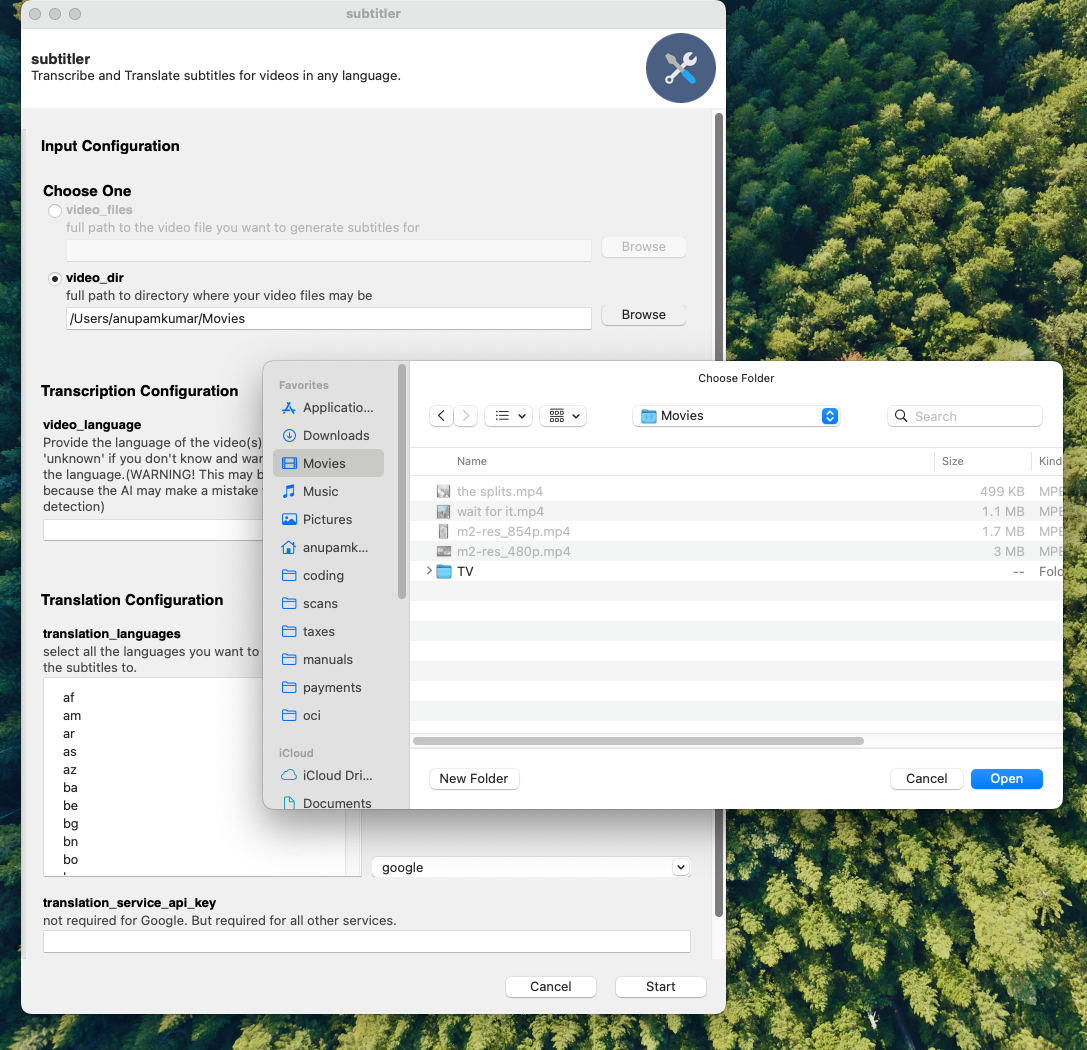 subtitler
subtitler
Transcribe and Translate subtitles for videos in any language.
Input Configuration
Choose One
video_files
full path to the video file you want to generate subtitles for
Browse
video_dir
full path to directory where your video files may be
/Users/anupamkumar/Movies
Browse
Transcription Configuration
video_language
Provide the language of the video(s)
'unknown' if you don't know and
the language.(WARNING! This may
because the AI may make a mistake
detection)
Translation Configuration
translation_languages
select all the languages you want to
the subtitles to.
af
am
ar
as
az
ba
be
bg
bn
bo
google
translation_service_api_key
not required for Google. But required for all other services.
Cancel
Start
Choose Folder
Favorites
Applicatio...
Downloads
Movies
Music
Pictures
anupamk...
coding
scans
taxes
manuals
payments
oci
iCloud
iCloud Dri...
Documents
Movies
Search
Name Size Kind
the splits.mp4 499 KB
wait for it.mp4 1.1 MB
m2-res_854p.mp4 1.7 MB
m2-res_480p.mp4 3 MB
TV --
New Folder
Cancel
Open